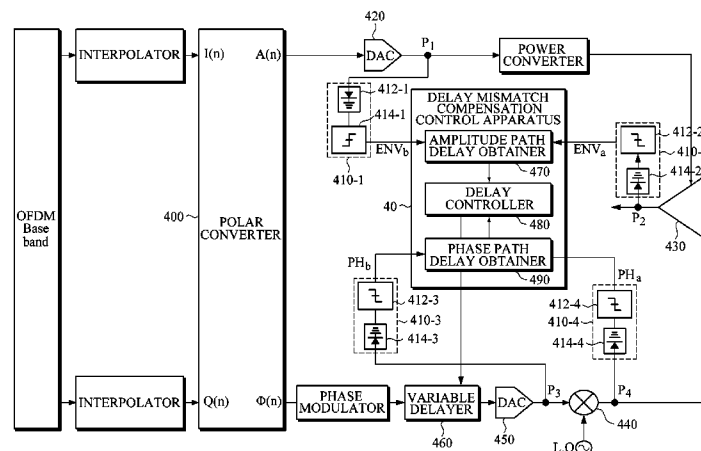 420
P1
INTERPOLATOR
I(n)
A(n)
DAC
POWER
CONVERTER
412-1
414-1
410-1
ENVb
DELAY MISMATCH
COMPENSATION
CONTROL APPARATUS
AMPLITUDE PATH
DELAY OBTAINER
470
ENVa
412-2
410-
414-2
P2
430
OFDM
Base
band
400
POLAR
CONVERTER
40
DELAY
CONTROLLER
480
PHASE PATH
DELAY OBTAINER
490
PHb
PHa
412-3
410-3
414-3
412-4
410-4
414-4
INTERPOLATOR
Q(n)
Φ(n)
PHASE
MODULATOR
VARIABLE
DELAYER
460
DAC
450
P3
P4
440
L.O